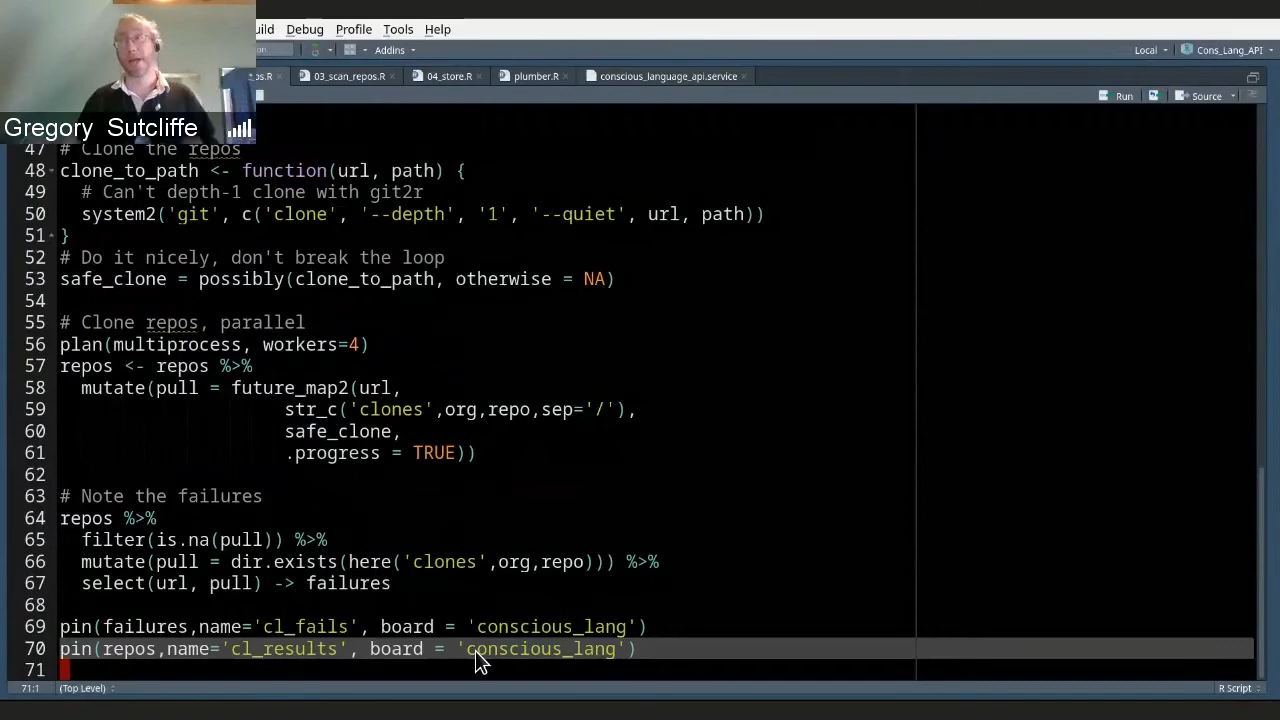 uild Debug Profile Tools Help
Addins
Local Cons_Lang_API
os.R 03_scan_repos.R 04_store.R plumber.R conscious_language_api.service
Run Source
Gregory Sutcliffe
47 # Clone the repos
48 clone_to_path <- function(url, path) {
49 # Can't depth-1 clone with git2r
50 system2('git', c('clone', '--depth', '1', '--quiet', url, path))
51 }
52 # Do it nicely, don't break the loop
53 safe_clone = possibly(clone_to_path, otherwise = NA)
54
55 # Clone repos, parallel
56 plan(multiprocess, workers=4)
57 repos <- repos %>%
58 mutate(pull = future_map2(url,
59 str_c('clones',org,repo,sep='/'),
60 safe_clone,
61 .progress = TRUE))
62
63 # Note the failures
64 repos %>%
65 filter(is.na(pull)) %>%
66 mutate(pull = dir.exists(here('clones',org,repo))) %>%
67 select(url, pull) -> failures
68
69 pin(failures,name='cl_fails', board = 'conscious_lang')
70 pin(repos,name='cl_results', board = 'conscious_lang')
71
71:1 (Top Level) R Script